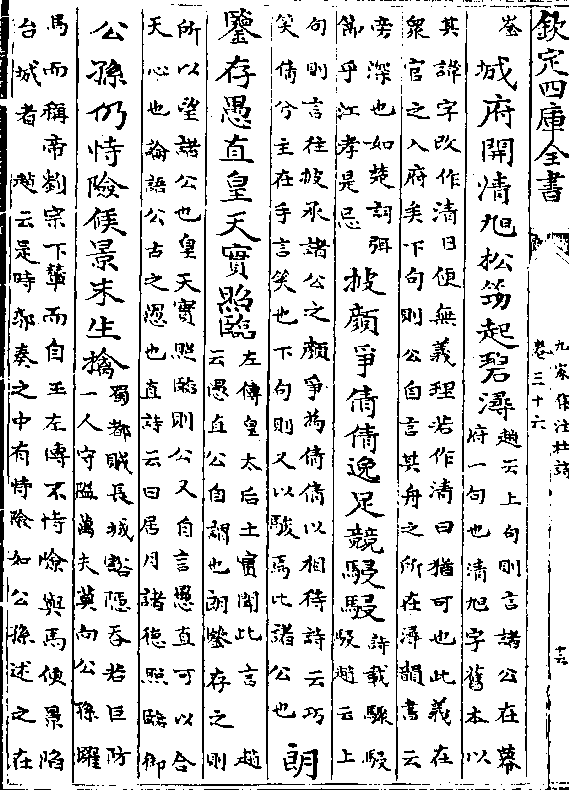 欽定四庫全書
九家集注杜詩
卷三十六
十六
岑
城府開清旭松筠起碧潯
趙云上句則言諸公在幕
府一句也清旭字舊本以
其諱字改作清日便無義理若作清曰猶可也此義在
衆官之入府矣下句則公自言其舟之所在潯韻書云
旁深也如楚詞弭
節乎江孝是忌
披顔爭倩倩逸足競駸駸
詩載驟駸
駸趙云上
句則言往披承諸公之顔爭為倩倩以相待詩云巧
笑倩兮主在手言笑也下句則又以駿馬比諸公也
朗
鑒存愚直皇天實照臨
左傳皇太后土實聞此言 趙
云愚直公自謂也朗鑒存之則
所以望諸公也皇天實照臨則公又自言愚直可以合
天心也論語公古之愚也直詩云曰居月諸德照臨御
公孫仍恃險侯景未生擒
蜀都賊長城豁險吞若巨防
一人守隘萬夫莫向公孫躍
馬而稱帝劉宗下輦而自王左傳不恃險與馬使景陷
台城者 趙云是時郭奏之中有恃險如公孫述之在